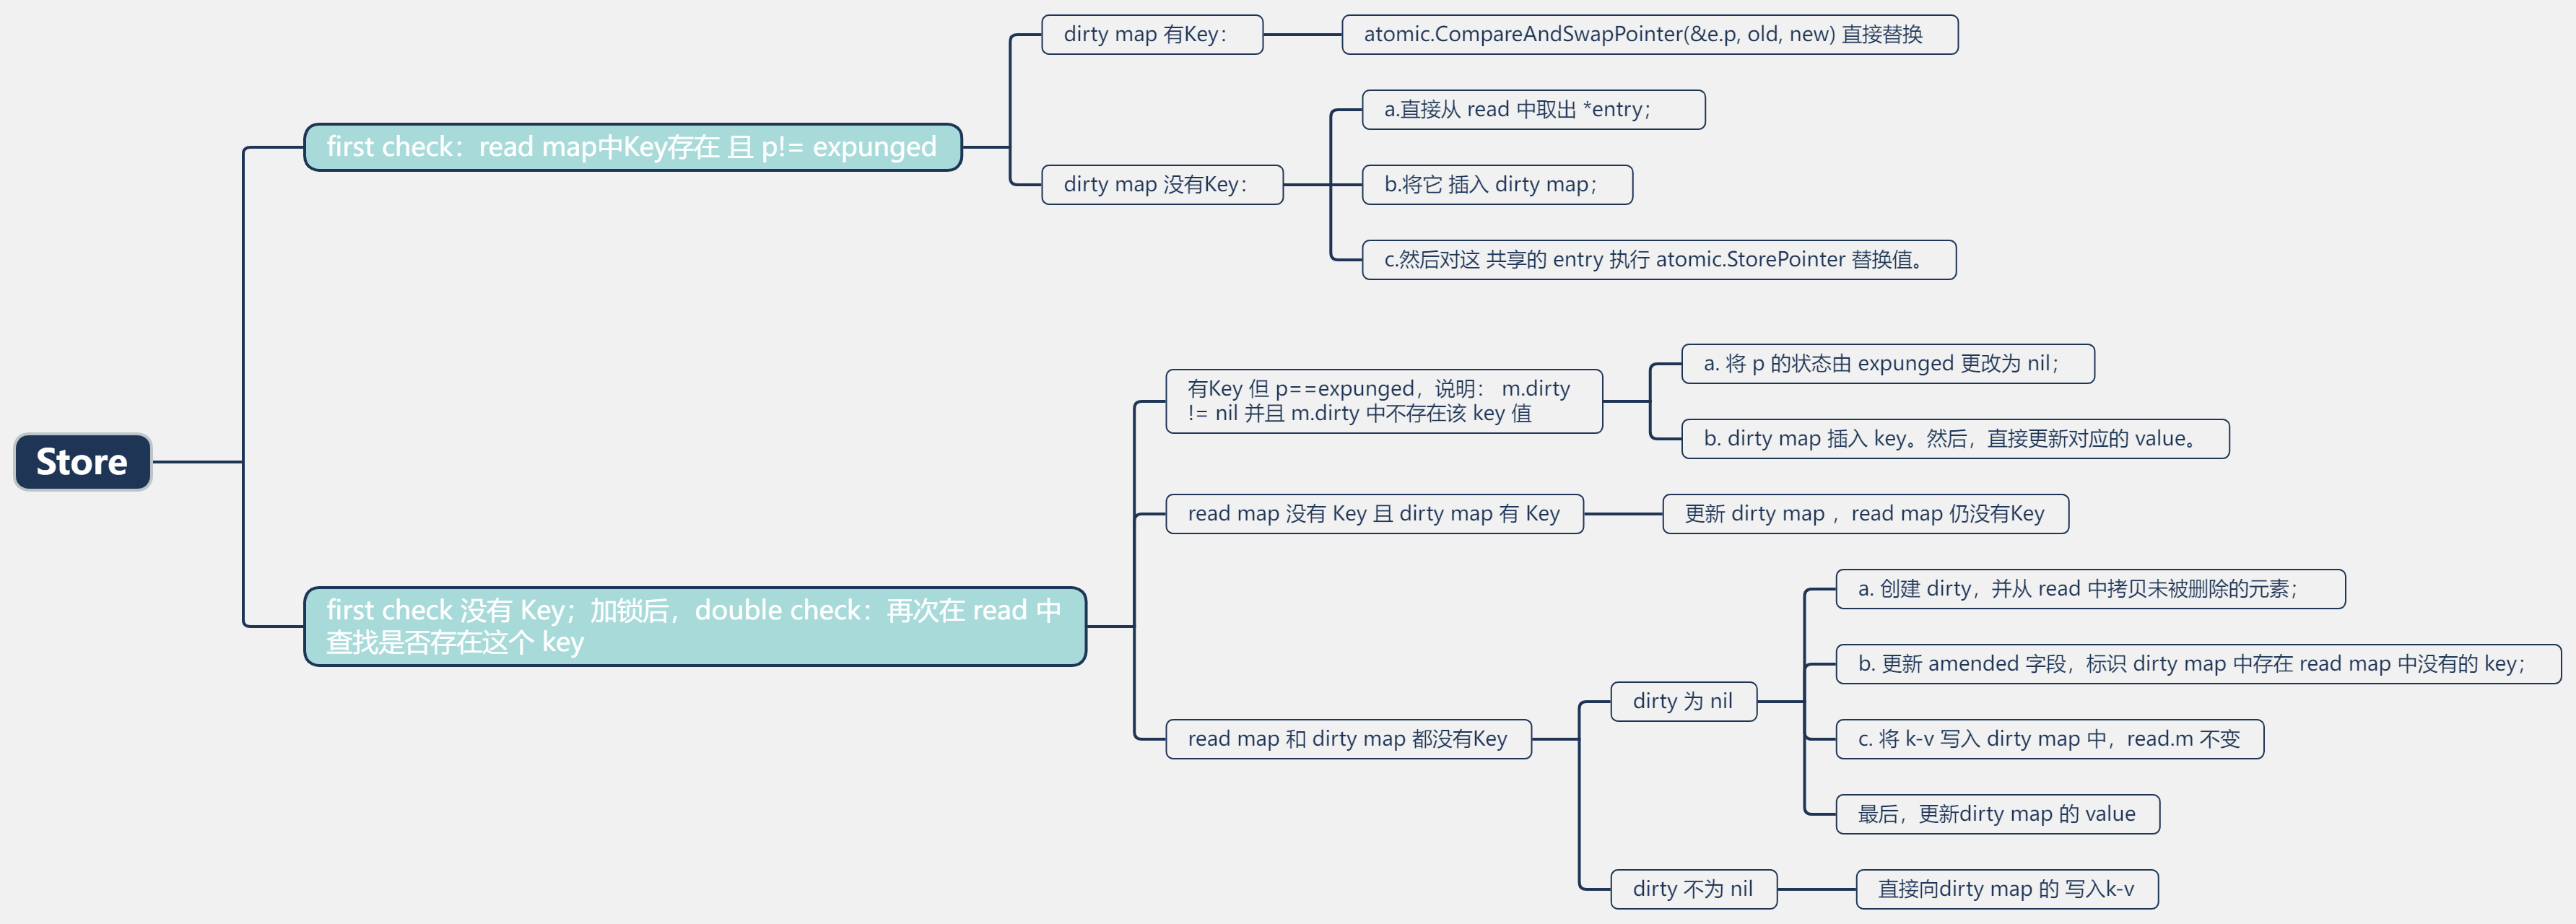 Store
first check：read map中Key存在 且 p!= expunged
dirty map 有Key：
atomic.CompareAndSwapPointer(&e.p, old, new) 直接替换
dirty map 没有Key：
a.直接从 read 中取出 *entry；
b.将它 插入 dirty map；
c.然后对这 共享的 entry 执行 atomic.StorePointer 替换值。
first check 没有 Key；加锁后，double check：再次在 read 中
查找是否存在这个 key
有Key 但 p==expunged，说明： m.dirty
!= nil 并且 m.dirty 中不存在该 key 值
a. 将 p 的状态由 expunged 更改为 nil；
b. dirty map 插入 key。然后，直接更新对应的 value。
read map 没有 Key 且 dirty map 有 Key
更新 dirty map ，read map 仍没有Key
read map 和 dirty map 都没有Key
dirty 为 nil
a. 创建 dirty，并从 read 中拷贝未被删除的元素；
b. 更新 amended 字段，标识 dirty map 中存在 read map 中没有的 key；
c. 将 k-v 写入 dirty map 中，read.m 不变
最后，更新dirty map 的 value
dirty 不为 nil
直接向dirty map 的 写入k-v